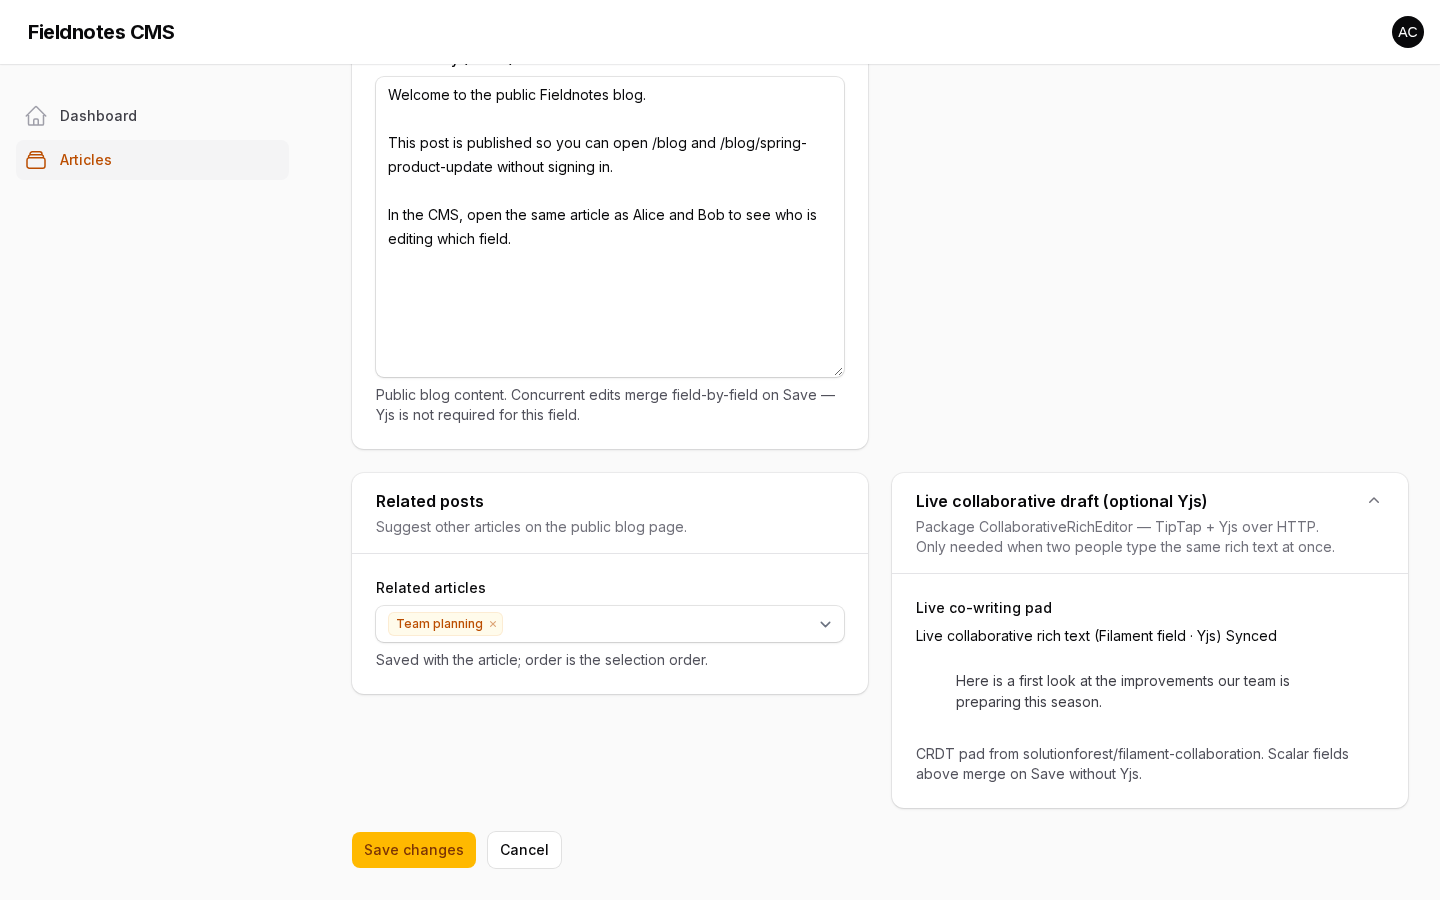 Fieldnotes CMS
AC
Dashboard
Articles
Welcome to the public Fieldnotes blog.
This post is published so you can open /blog and /blog/spring-
product-update without signing in.
In the CMS, open the same article as Alice and Bob to see who is
editing which field.
Public blog content. Concurrent edits merge field-by-field on Save —
Yjs is not required for this field.
Related posts
Suggest other articles on the public blog page.
Related articles
Team planning
Saved with the article; order is the selection order.
Live collaborative draft (optional Yjs)
Package CollaborativeRichEditor — TipTap + Yjs over HTTP.
Only needed when two people type the same rich text at once.
Live co-writing pad
Live collaborative rich text (Filament field · Yjs) Synced
Here is a first look at the improvements our team is
preparing this season.
CRDT pad from solutionforest/filament-collaboration. Scalar fields
above merge on Save without Yjs.
Save changes
Cancel